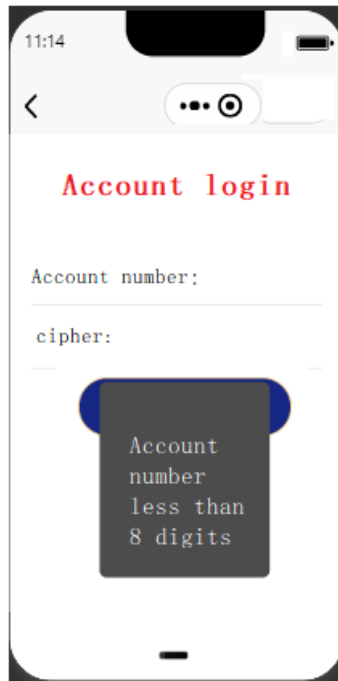 11:14
Account login
Account number:
cipher:
Account
number
less than
8 digits